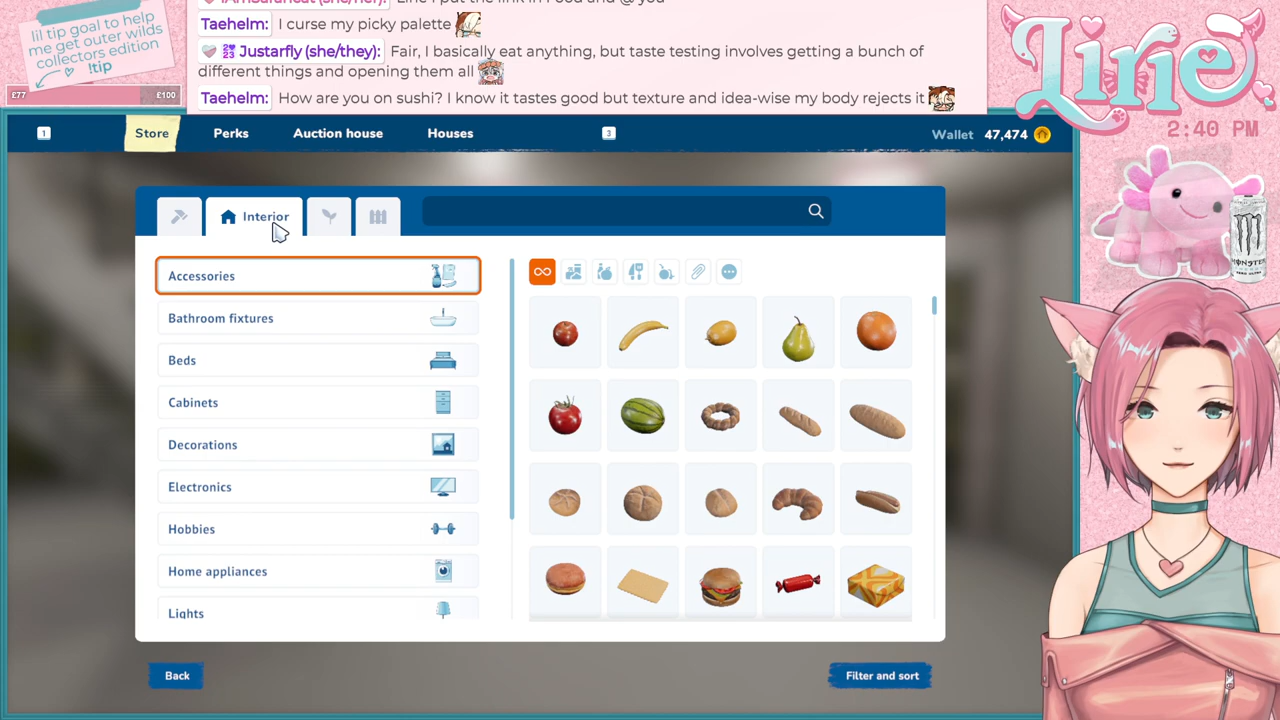 lil tip goal to help
me get outer wilds
collectors edition
!tip
£77
£100
Taehelm: I curse my picky palette
23 Justarfly (she/they): Fair, I basically eat anything, but taste testing involves getting a bunch of
different things and opening them all
Taehelm: How are you on sushi? I know it tastes good but texture and idea-wise my body rejects it
Lirie
2:40 PM
MONSTER
1
Store
Perks
Auction house
Houses
3
Wallet 47,474
Interior
Accessories
Bathroom fixtures
Beds
Cabinets
Decorations
Electronics
Hobbies
Home appliances
Lights
Back
Filter and sort